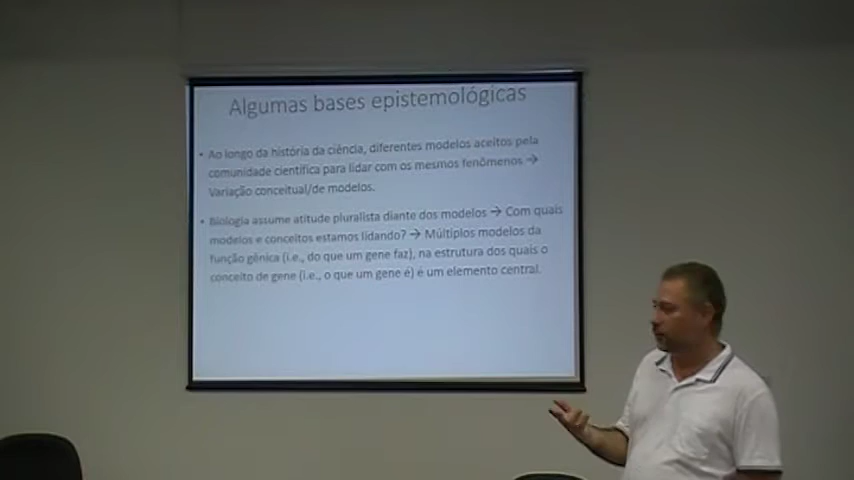 Algumas bases epistemológicas
• Ao longo da história da ciência, diferentes modelos aceitos pela
comunidade científica para lidar com os mesmos fenômenos →
Variação conceitual/de modelos.
• Biologia assume atitude pluralista diante dos modelos → Com quais
modelos e conceitos estamos lidando? → Múltiplos modelos da
função gênica (i.e., do que um gene faz), na estrutura dos quais o
conceito de gene (i.e., o que um gene é) é um elemento central.